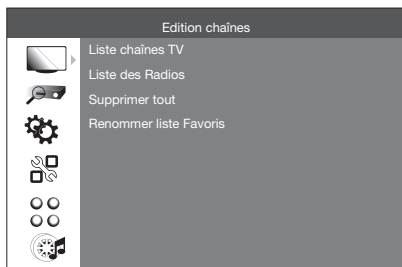 Edition chaînes
Liste chaînes TV
Liste des Radios
Supprimer tout
Renommer liste Favoris